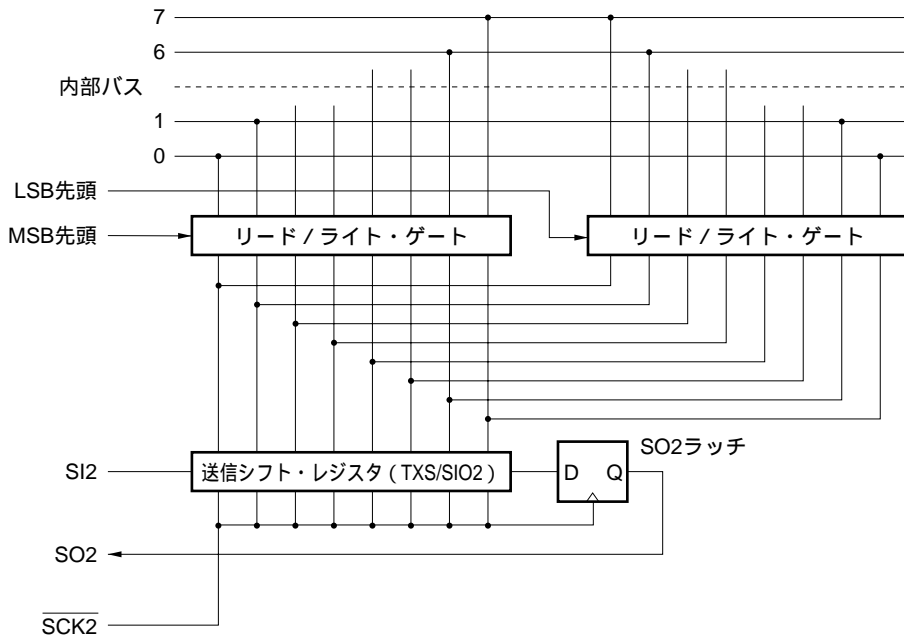 7
6
内部バス
1
0
LSB先頭
MSB先頭
リード / ライト・ゲート
リード / ライト・ゲート
SO2ラッチ
SI2
送信シフト・レジスタ ( TXS/SIO2 )
D Q
SO2
SCK2